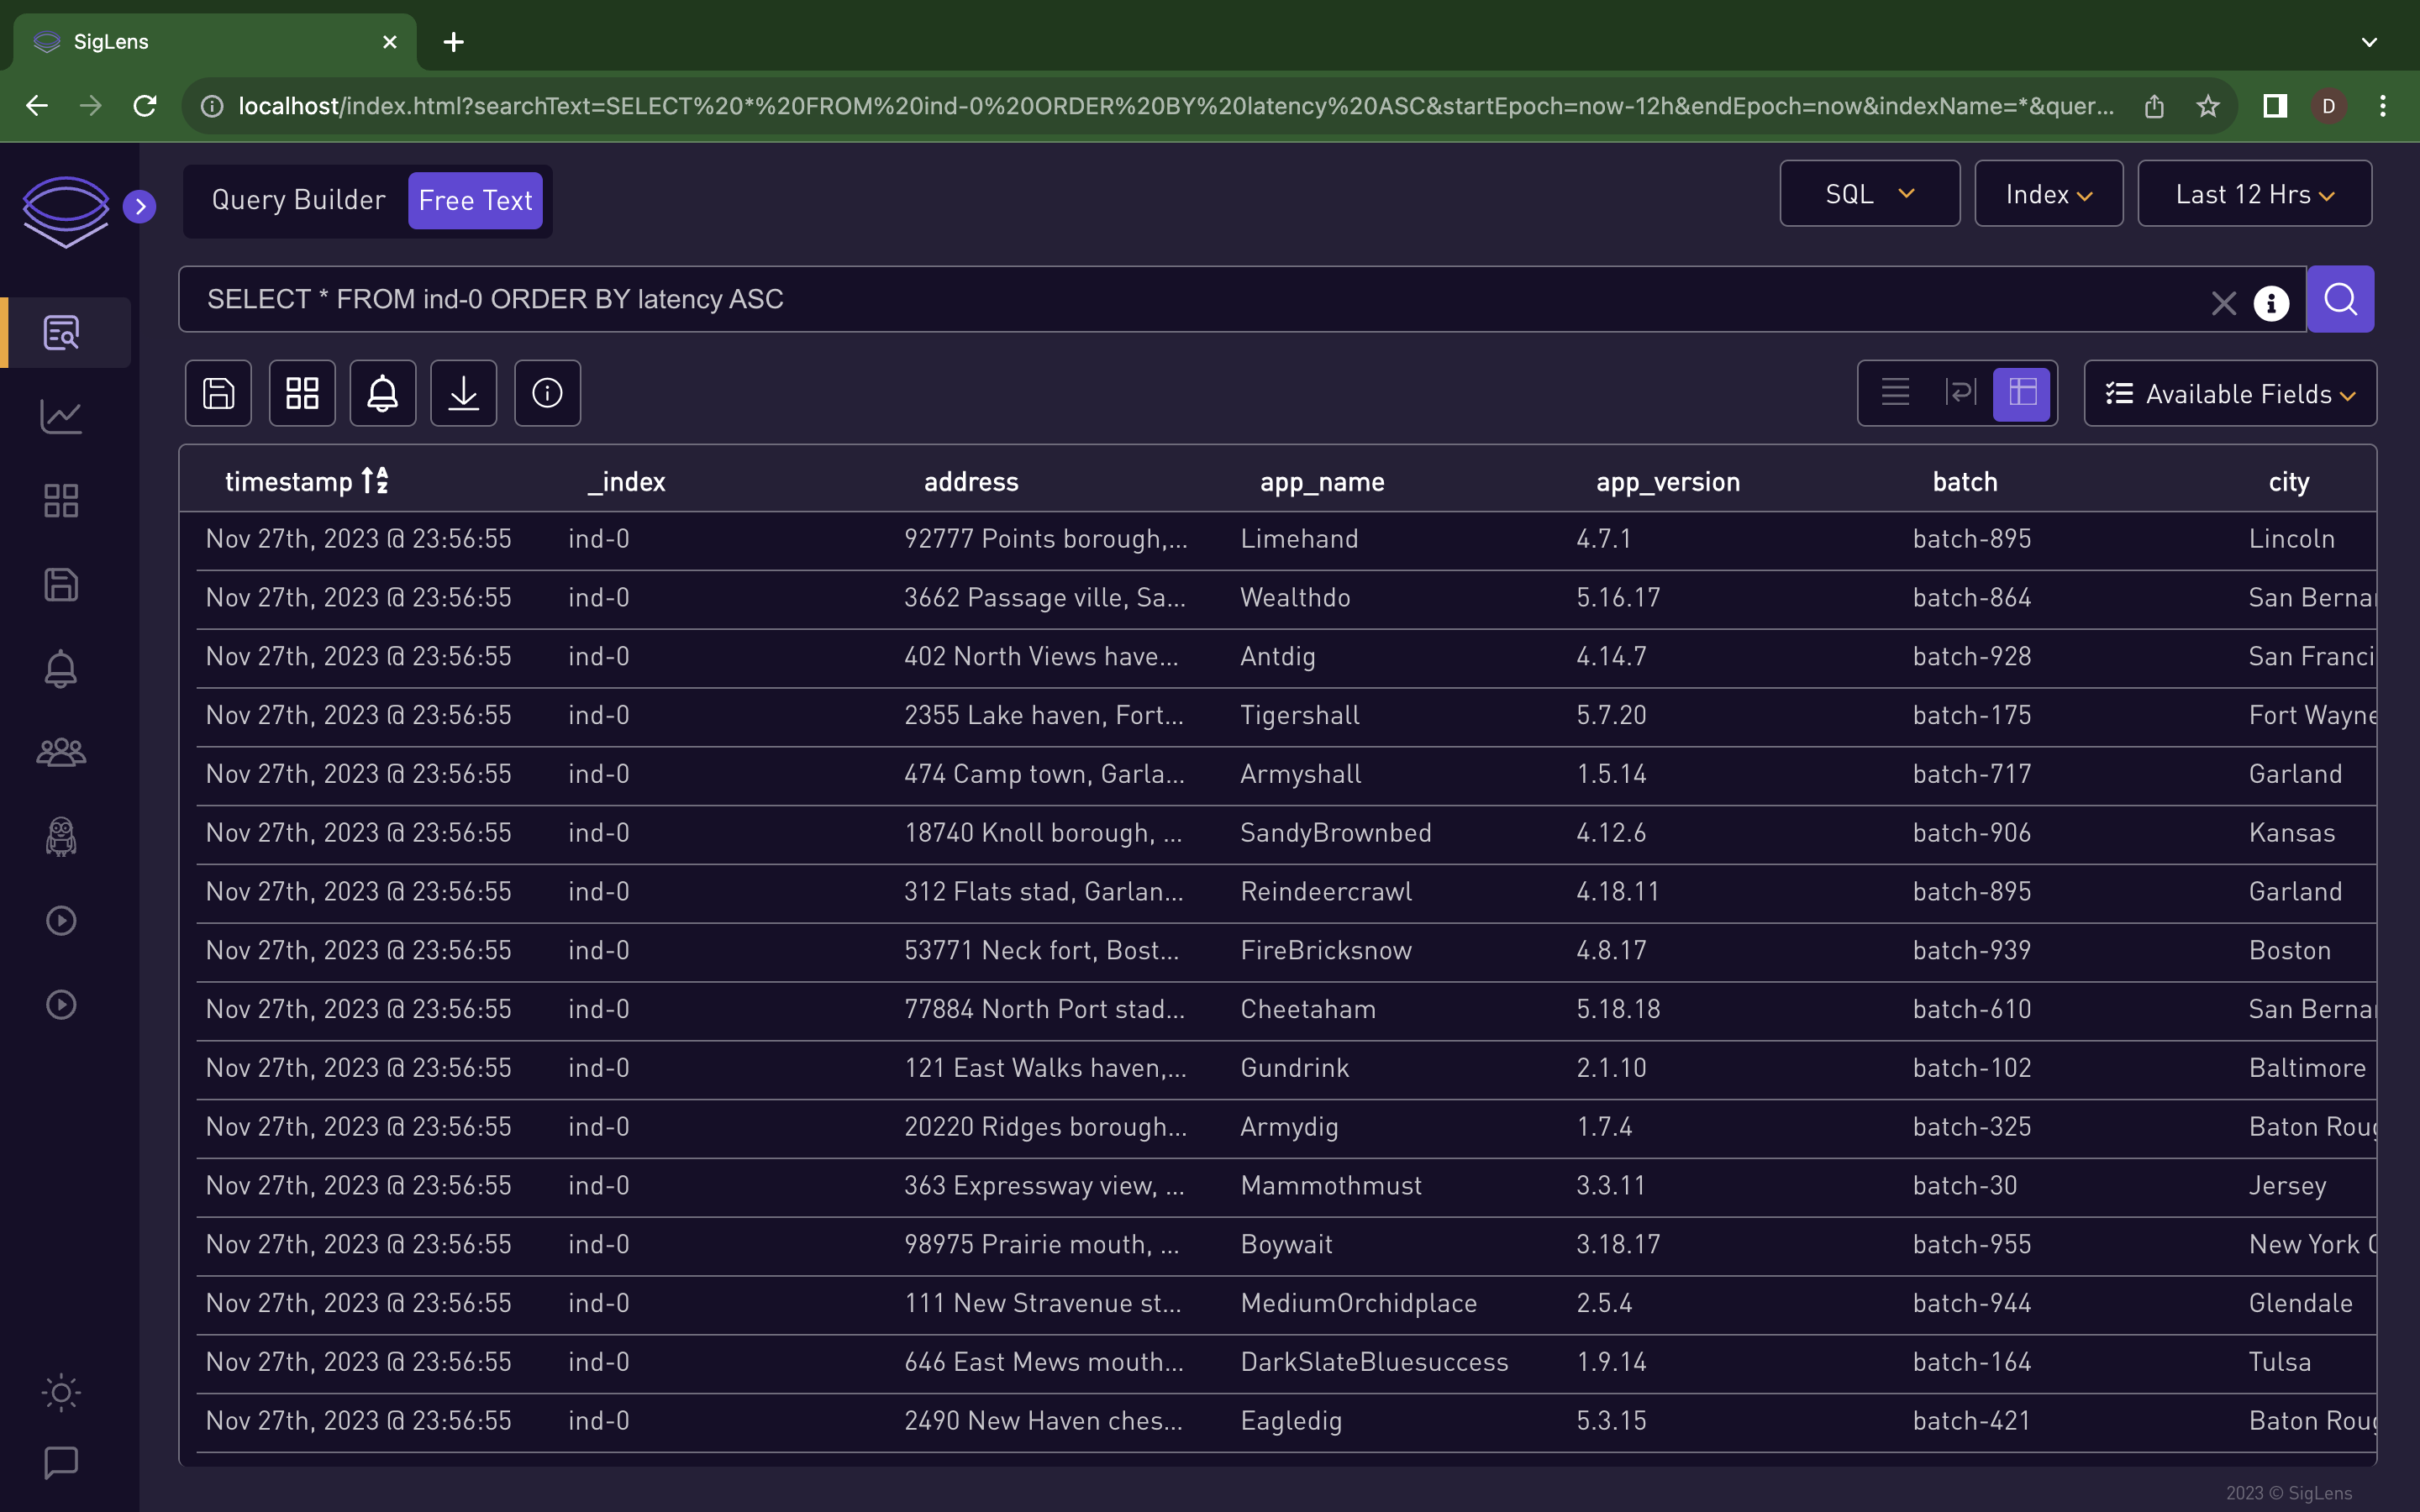 SigLens
localhost/index.html?searchText=SELECT%20*%20FROM%20ind-0%20ORDER%20BY%20latency%20ASC&startEpoch=now-12h&endEpoch=now&indexName=*&quer...
D
Query Builder Free Text
SQL Index Last 12 Hrs
SELECT * FROM ind-0 ORDER BY latency ASC
Available Fields
timestamp _index address app_name app_version batch city
Nov 27th, 2023 @ 23:56:55 ind-0 92777 Points borough,... Limehand 4.7.1 batch-895 Lincoln
Nov 27th, 2023 @ 23:56:55 ind-0 3662 Passage ville, Sa... Wealthdo 5.16.17 batch-864 San Berna
Nov 27th, 2023 @ 23:56:55 ind-0 402 North Views have... Antdig 4.14.7 batch-928 San Franci
Nov 27th, 2023 @ 23:56:55 ind-0 2355 Lake haven, Fort... Tigershall 5.7.20 batch-175 Fort Wayne
Nov 27th, 2023 @ 23:56:55 ind-0 474 Camp town, Garla... Armyshall 1.5.14 batch-717 Garland
Nov 27th, 2023 @ 23:56:55 ind-0 18740 Knoll borough, ... SandyBrownbed 4.12.6 batch-906 Kansas
Nov 27th, 2023 @ 23:56:55 ind-0 312 Flats stad, Garlan... Reindeercrawl 4.18.11 batch-895 Garland
Nov 27th, 2023 @ 23:56:55 ind-0 53771 Neck fort, Bost... FireBricksnow 4.8.17 batch-939 Boston
Nov 27th, 2023 @ 23:56:55 ind-0 77884 North Port stad... Cheetaham 5.18.18 batch-610 San Berna
Nov 27th, 2023 @ 23:56:55 ind-0 121 East Walks haven,... Gundrink 2.1.10 batch-102 Baltimore
Nov 27th, 2023 @ 23:56:55 ind-0 20220 Ridges borough... Armydig 1.7.4 batch-325 Baton Roug
Nov 27th, 2023 @ 23:56:55 ind-0 363 Expressway view, ... Mammothmust 3.3.11 batch-30 Jersey
Nov 27th, 2023 @ 23:56:55 ind-0 98975 Prairie mouth, ... Boywait 3.18.17 batch-955 New York C
Nov 27th, 2023 @ 23:56:55 ind-0 111 New Stravenue st... MediumOrchidplace 2.5.4 batch-944 Glendale
Nov 27th, 2023 @ 23:56:55 ind-0 646 East Mews mouth... DarkSlateBluesuccess 1.9.14 batch-164 Tulsa
Nov 27th, 2023 @ 23:56:55 ind-0 2490 New Haven ches... Eagledig 5.3.15 batch-421 Baton Roug
2023 © SigLens